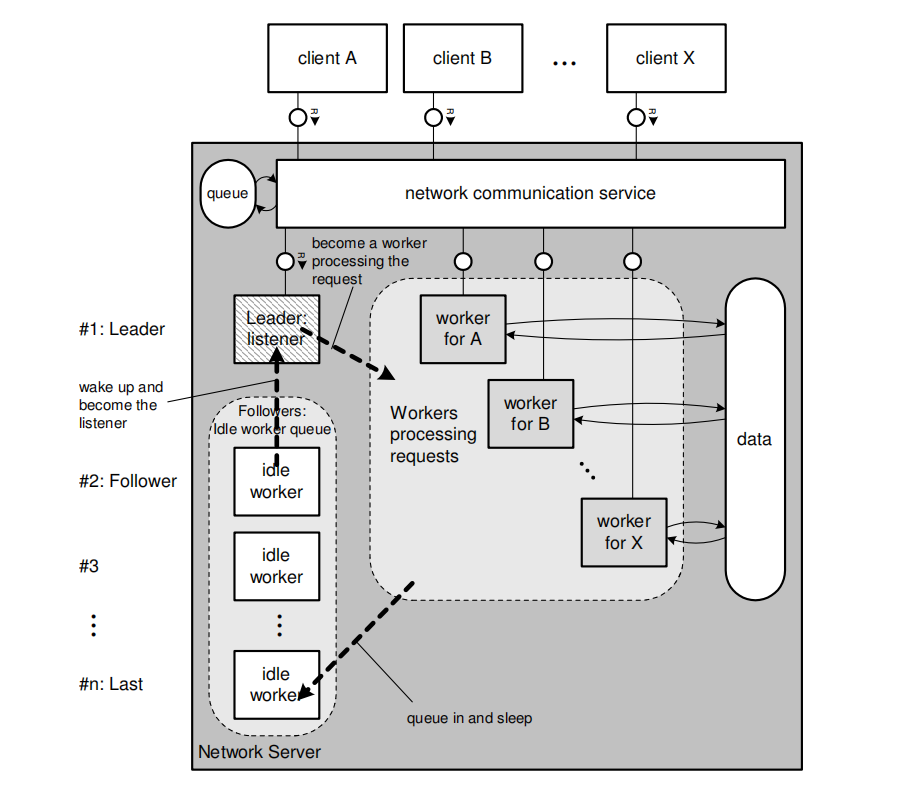 client A
client B
...
client X
R
R
R
queue
network communication service
R
become a worker
processing the
request
#1: Leader
Leader:
listener
worker
for A
wake up and
become the
listener
Followers:
Idle worker queue
Workers
processing
requests
worker
for B
data
#2: Follower
idle
worker
worker
for X
#3
idle
worker
#n: Last
idle
worker
queue in and sleep
Network Server